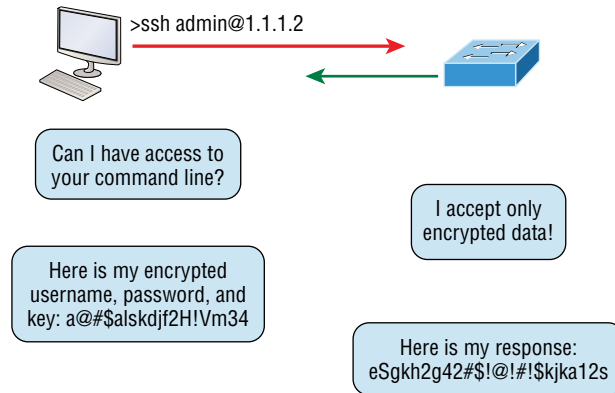 >ssh admin@1.1.1.2
Can I have access to
your command line?
I accept only
encrypted data!
Here is my encrypted
username, password, and
key: a@#$alskdjf2H!Vm34
Here is my response:
eSgkh2g42#$!@!#!$kjka12s